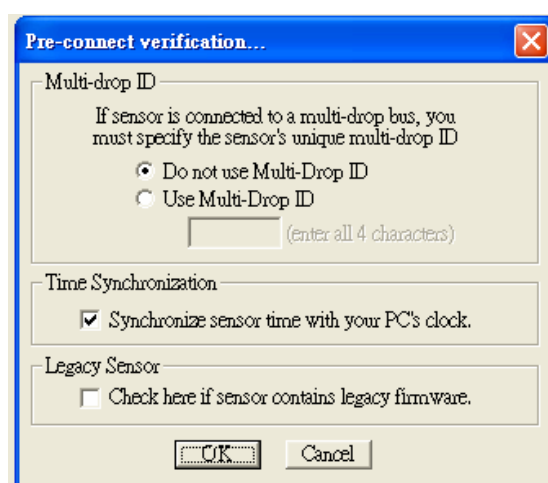 Pre-connect verification...
Multi-drop ID
If sensor is connected to a multi-drop bus, you
must specify the sensor's unique multi-drop ID
Do not use Multi-Drop ID
Use Multi-Drop ID
(enter all 4 characters)
Time Synchronization
Synchronize sensor time with your PC's clock.
Legacy Sensor
Check here if sensor contains legacy firmware.
OK Cancel